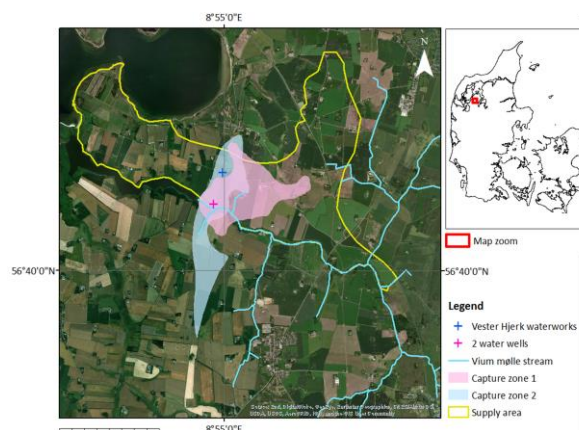 8°55'0"E
N
56°40'0"N
56°40'0"N
Map zoom
Legend
Vester Hjerk waterworks
2 water wells
Vium mølle stream
Capture zone 1
Capture zone 2
Supply area
8°55'0"E